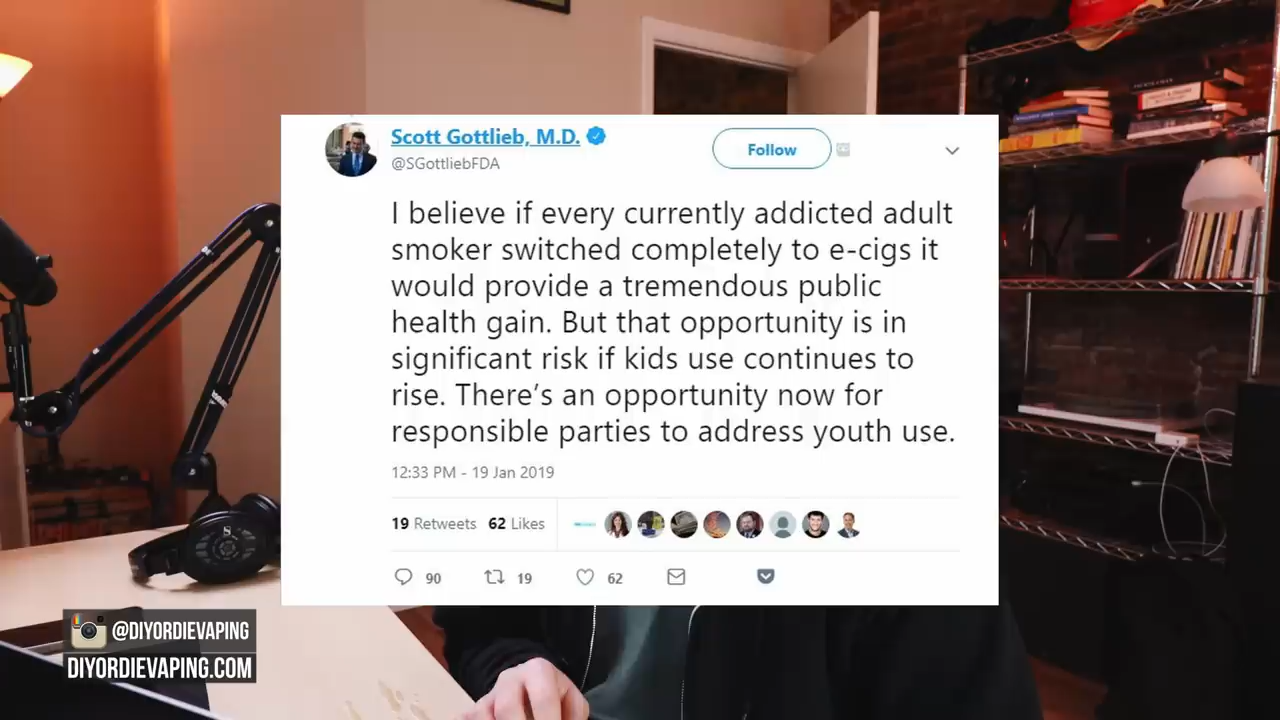 Scott Gottlieb, M.D.
@SGottliebFDA
Follow
I believe if every currently addicted adult
smoker switched completely to e-cigs it
would provide a tremendous public
health gain. But that opportunity is in
significant risk if kids use continues to
rise. There's an opportunity now for
responsible parties to address youth use.
12:33 PM - 19 Jan 2019
19 Retweets 62 Likes
90 19 62
@DIYORDIEVAPING
DIYORDIEVAPING.COM